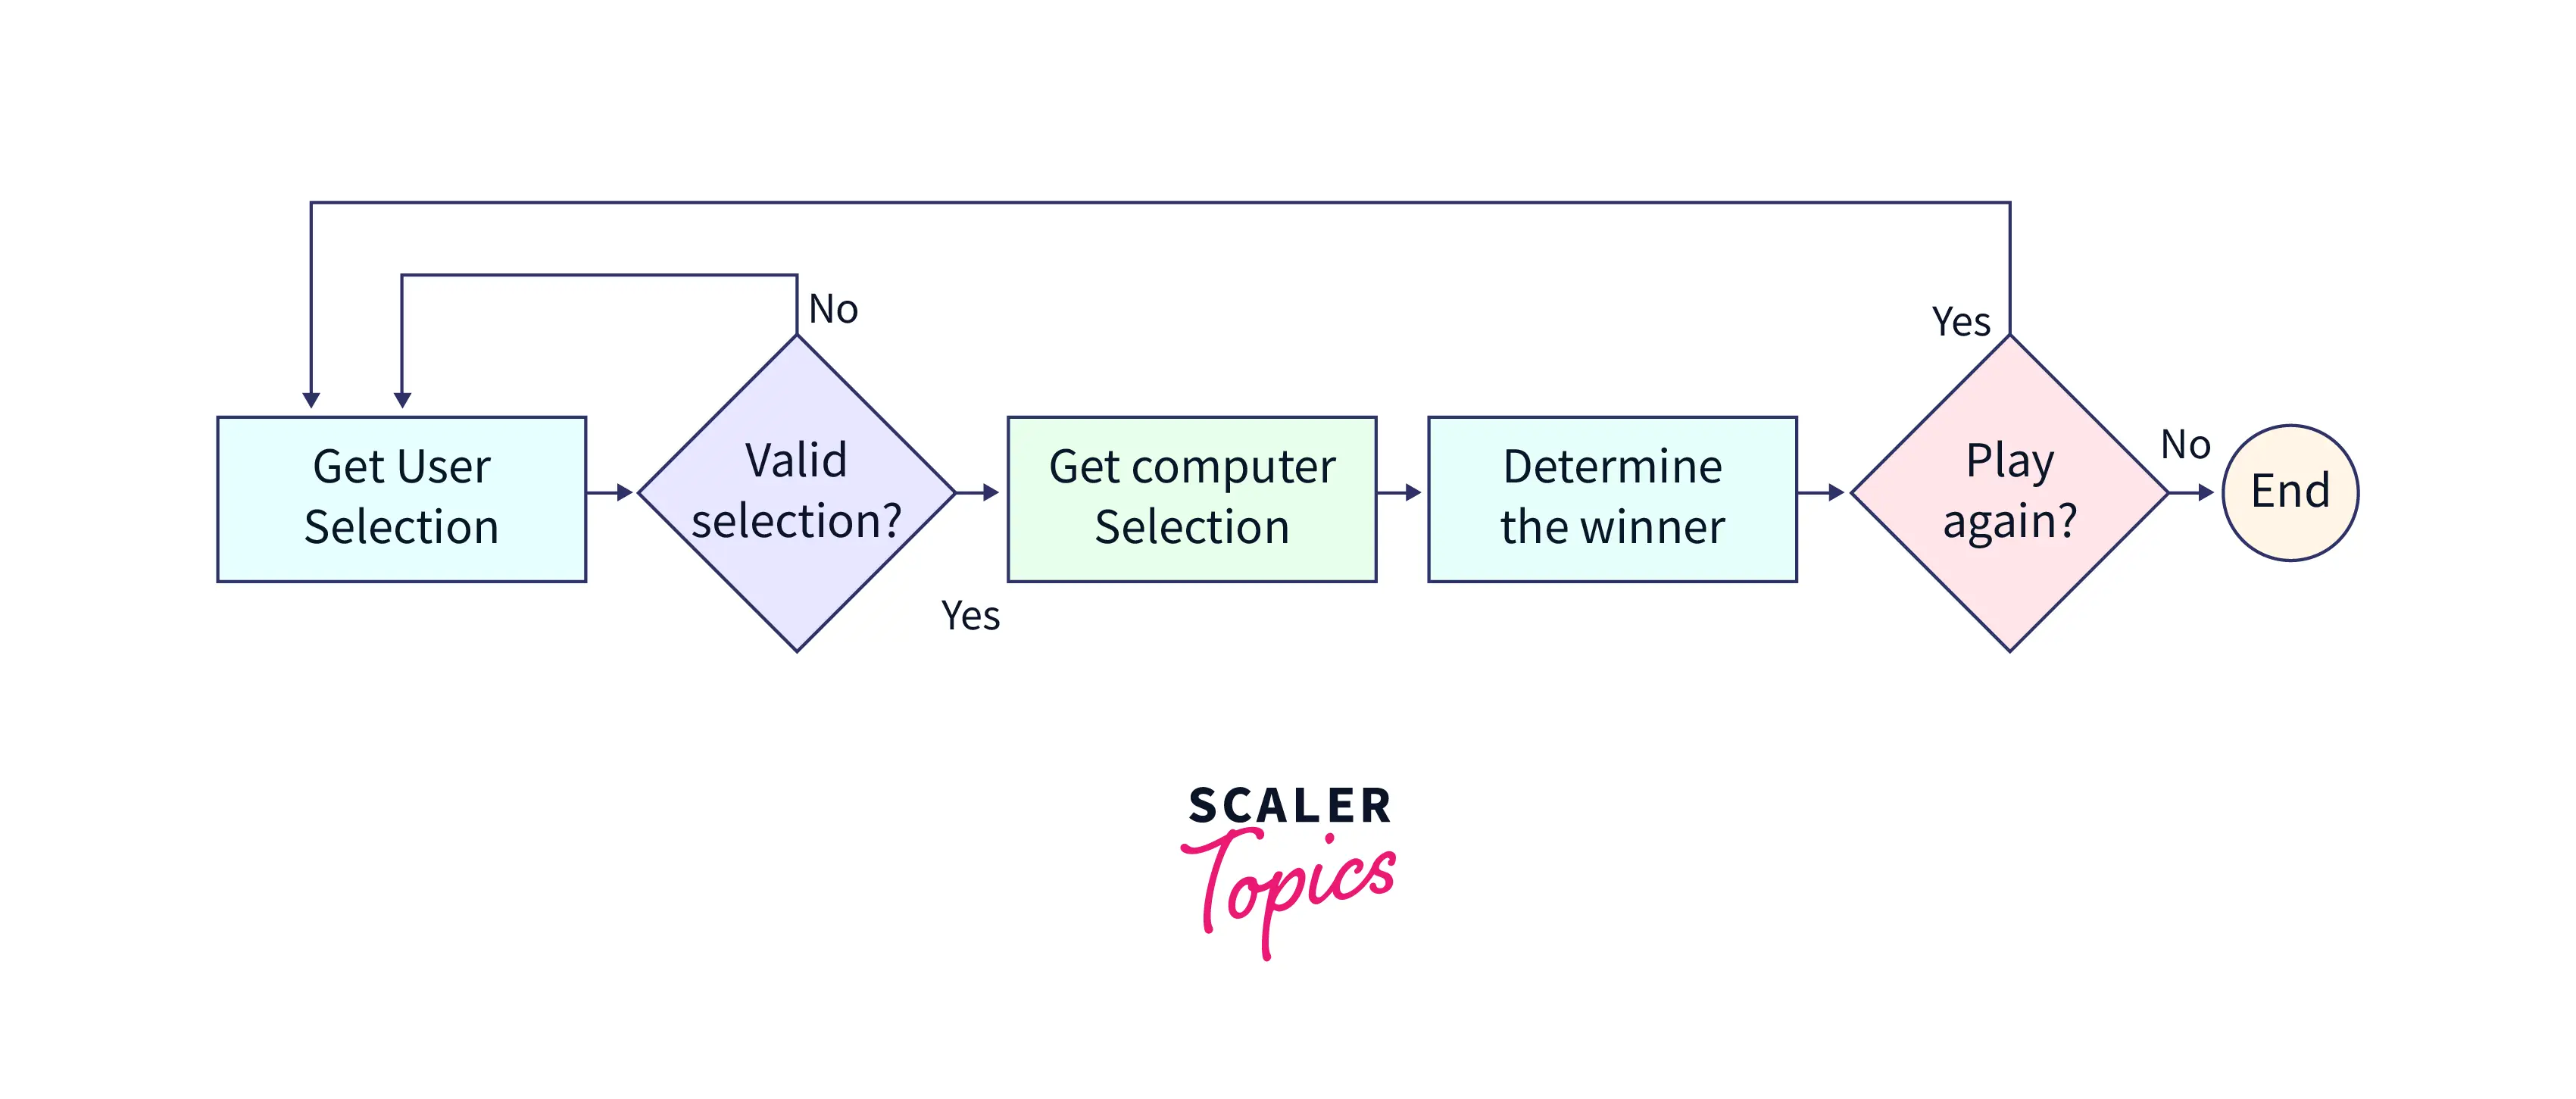 No
Yes
Get User
Selection
Valid
selection?
Yes
Get computer
Selection
Determine
the winner
Play
again?
No
End
SCALER
Topics